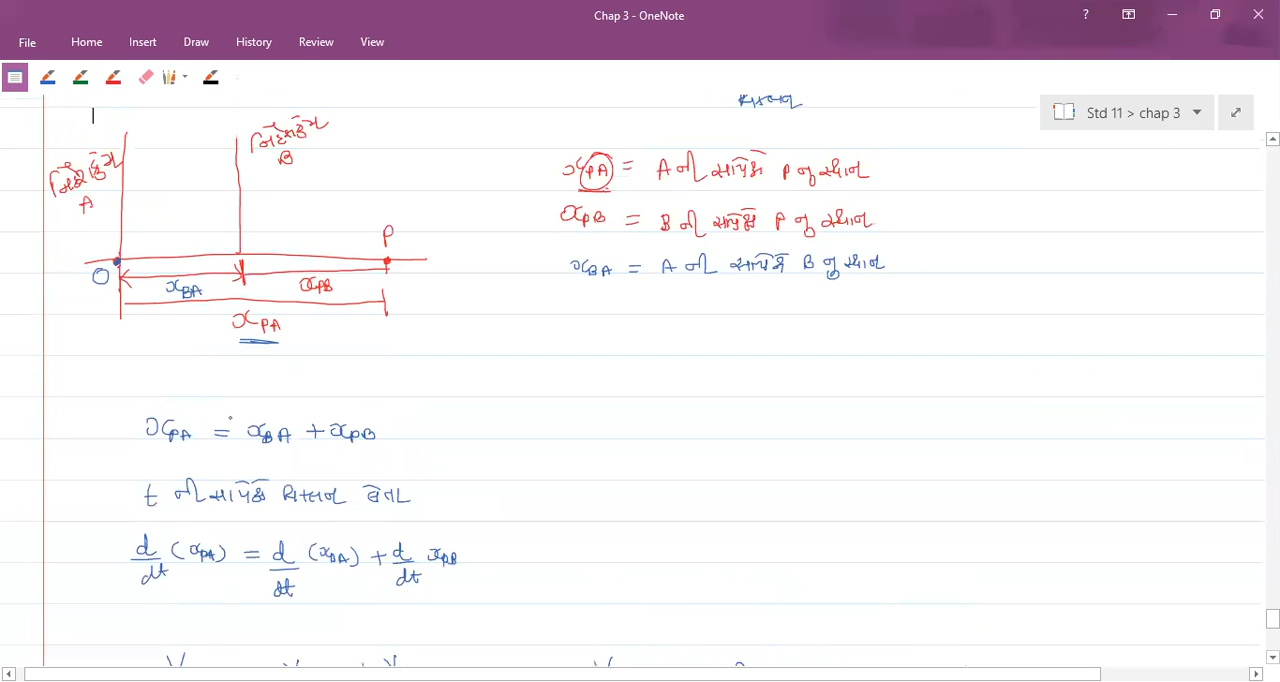 Chap 3 - OneNote
File Home Insert Draw History Review View
Std 11 > chap 3
વિકલન
નિર્દેશફ્રેમ
A
નિર્દેશફ્રેમ
B
P
O
x_BA
x_PB
x_PA
x_PA = A ની સાપેક્ષે P નુ સ્થાન
x_PB = B ની સાપેક્ષે P નુ સ્થાન
x_BA = A ની સાપેક્ષે B નુ સ્થાન
x_PA = x_BA + x_PB
t ની સાપેક્ષે વિકલન લેતા
d/dt (x_PA) = d/dt (x_BA) + d/dt x_PB